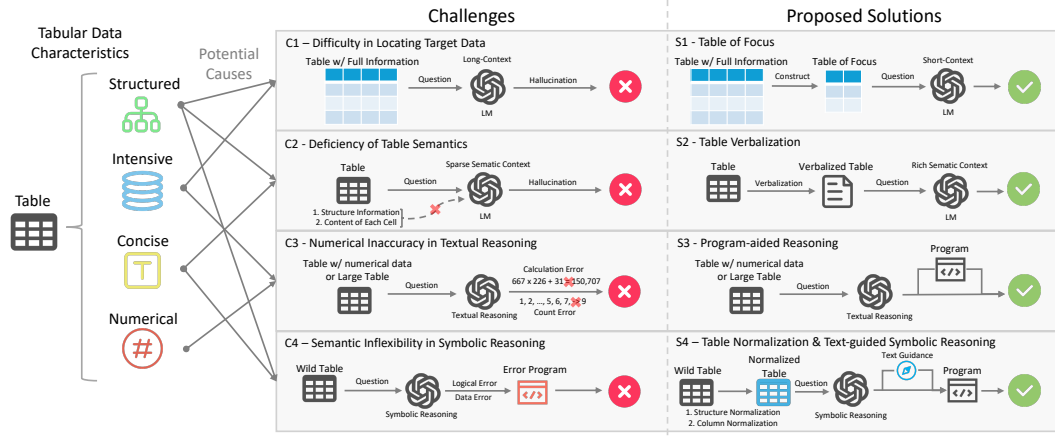 Challenges
Proposed Solutions
Tabular Data
Characteristics
Potential
Causes
Table
Structured
Intensive
Concise
T
Numerical
#
C1 – Difficulty in Locating Target Data
Table w/ Full Information
Question
Long-Context
LM
Hallucination
S1 - Table of Focus
Table w/ Full Information
Construct
Table of Focus
Question
Short-Context
LM
C2 - Deficiency of Table Semantics
Table
Question
Sparse Sematic Context
LM
Hallucination
1. Structure Information
2. Content of Each Cell
S2 - Table Verbalization
Table
Verbalization
Verbalized Table
Question
Rich Sematic Context
LM
C3 - Numerical Inaccuracy in Textual Reasoning
Table w/ numerical data
or Large Table
Question
Textual Reasoning
Calculation Error
667 x 226 + 31 150,707
1, 2, ..., 5, 6, 7, 9
Count Error
S3 - Program-aided Reasoning
Table w/ numerical data
or Large Table
Question
Textual Reasoning
Program
C4 – Semantic Inflexibility in Symbolic Reasoning
Wild Table
Question
Symbolic Reasoning
Logical Error
Data Error
Error Program
S4 - Table Normalization & Text-guided Symbolic Reasoning
Wild Table
Normalized
Table
Question
Symbolic Reasoning
Text Guidance
Program
1. Structure Normalization
2. Column Normalization